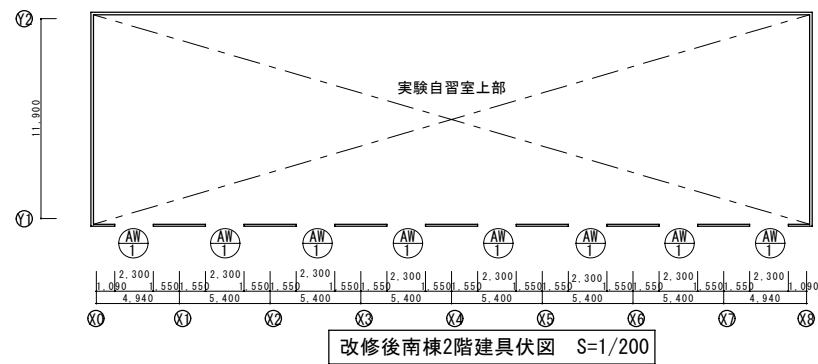 Y2
実験自習室上部
11,900
Y1
AW 1 AW 1 AW 1 AW 1 AW 1 AW 1 AW 1 AW 1
2,300 2,300 2,300 2,300 2,300 2,300 2,300 2,300
1,090 1,550 1,550 1,550 1,550 1,550 1,550 1,550 1,550 1,550 1,550 1,550 1,550 1,550 1,550 1,090
4,940 5,400 5,400 5,400 5,400 5,400 5,400 4,940
X0 X1 X2 X3 X4 X5 X6 X7 X8
改修後南棟2階建具伏図 S=1/200